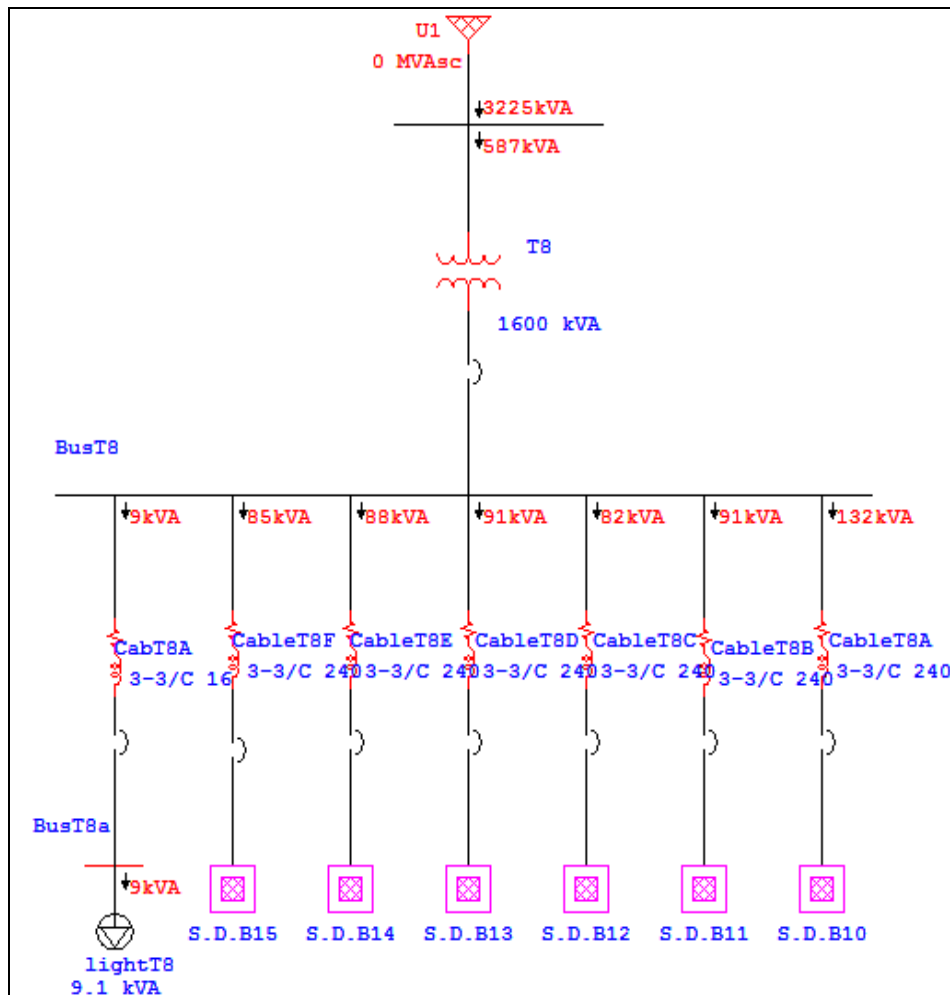 U1
0 MVAsc
3225kVA
587kVA
T8
1600 kVA
BusT8
9kVA 85kVA 88kVA 91kVA 82kVA 91kVA 132kVA
CabT8A CableT8F CableT8E CableT8D CableT8C CableT8B CableT8A
3-3/C 16 3-3/C 240 3-3/C 240 3-3/C 240 3-3/C 240 3-3/C 240 3-3/C 240
BusT8a
9kVA
S.D.B15 S.D.B14 S.D.B13 S.D.B12 S.D.B11 S.D.B10
lightT8
9.1 kVA